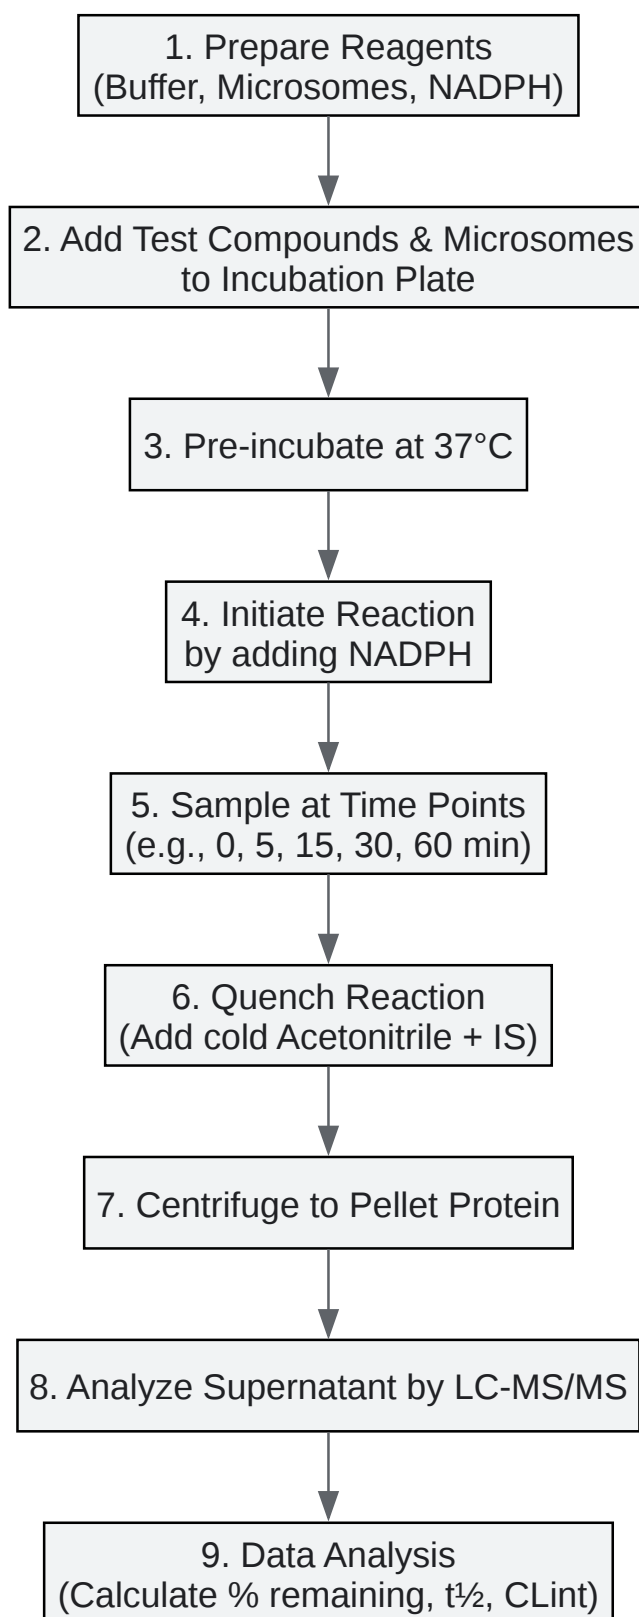 1. Prepare Reagents
(Buffer, Microsomes, NADPH)
2. Add Test Compounds & Microsomes
to Incubation Plate
3. Pre-incubate at 37°C
4. Initiate Reaction
by adding NADPH
5. Sample at Time Points
(e.g., 0, 5, 15, 30, 60 min)
6. Quench Reaction
(Add cold Acetonitrile + IS)
7. Centrifuge to Pellet Protein
8. Analyze Supernatant by LC-MS/MS
9. Data Analysis
(Calculate % remaining, t½, CLint)